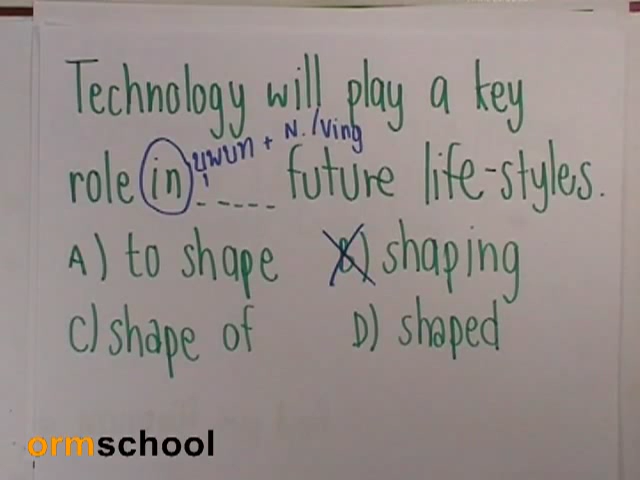 Technology will play a key
บุพบท + N. / Ving
role in ----- future life-styles.
A) to shape B) shaping
C) shape of D) shaped
ormschool